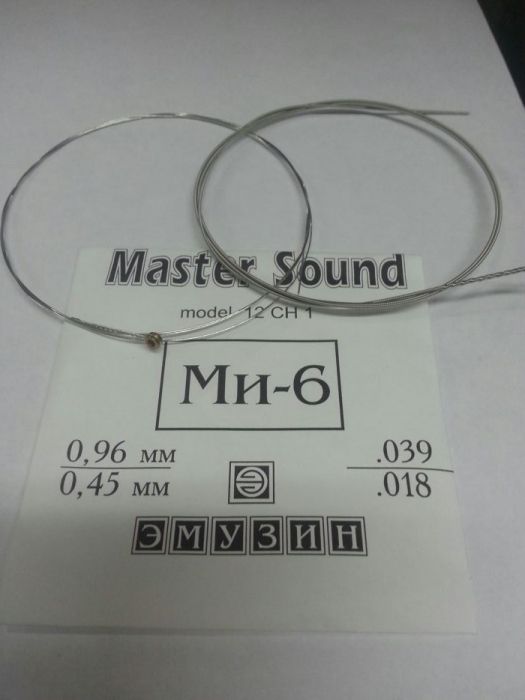 Master Sound
model 12 CH 1
Ми-6
0,96 мм .039
0,45 мм .018
Э
ЭМУЗИН